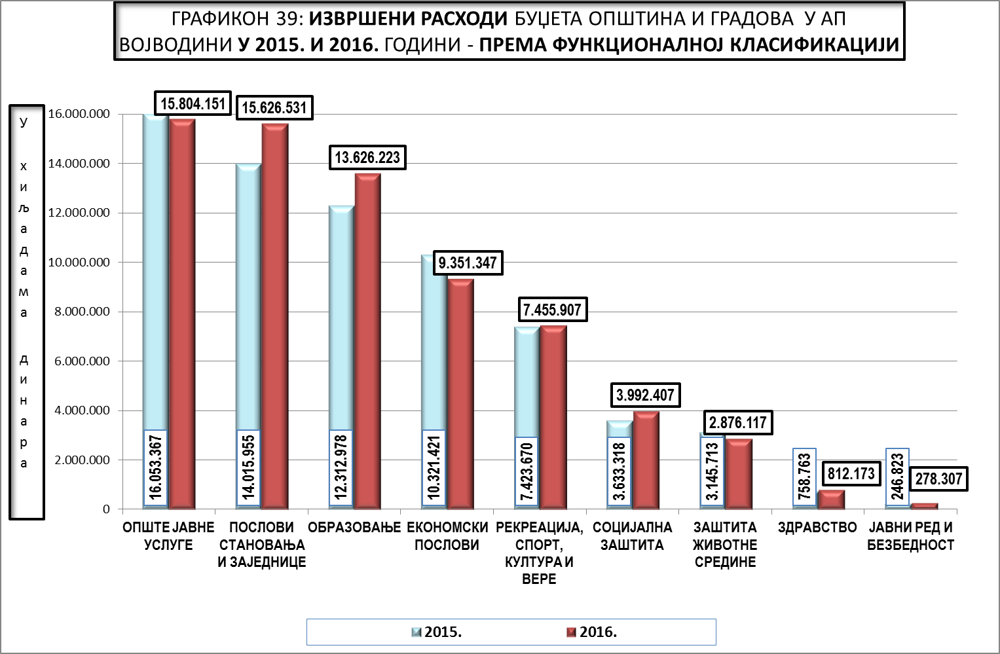 ГРАФИКОН 39: ИЗВРШЕНИ РАСХОДИ БУЏЕТА ОПШТИНА И ГРАДОВА У АП
ВОЈВОДИНИ У 2015. И 2016. ГОДИНИ - ПРЕМА ФУНКЦИОНАЛНОЈ КЛАСИФИКАЦИЈИ
У хиљадама динара
16.000.000
14.000.000
12.000.000
10.000.000
8.000.000
6.000.000
4.000.000
2.000.000
0
15.804.151
15.626.531
13.626.223
9.351.347
7.455.907
3.992.407
2.876.117
812.173
278.307
16.053.367
14.015.955
12.312.978
10.321.421
7.423.670
3.633.318
3.145.713
758.763
246.823
ОПШТЕ ЈАВНЕ
УСЛУГЕ
ПОСЛОВИ
СТАНОВАЊА
И ЗАЈЕДНИЦЕ
ОБРАЗОВАЊЕ
ЕКОНОМСКИ
ПОСЛОВИ
РЕКРЕАЦИЈА,
СПОРТ,
КУЛТУРА И
ВЕРЕ
СОЦИЈАЛНА
ЗАШТИТА
ЗАШТИТА
ЖИВОТНЕ
СРЕДИНЕ
ЗДРАВСТВО
ЈАВНИ РЕД И
БЕЗБЕДНОСТ
2015.
2016.